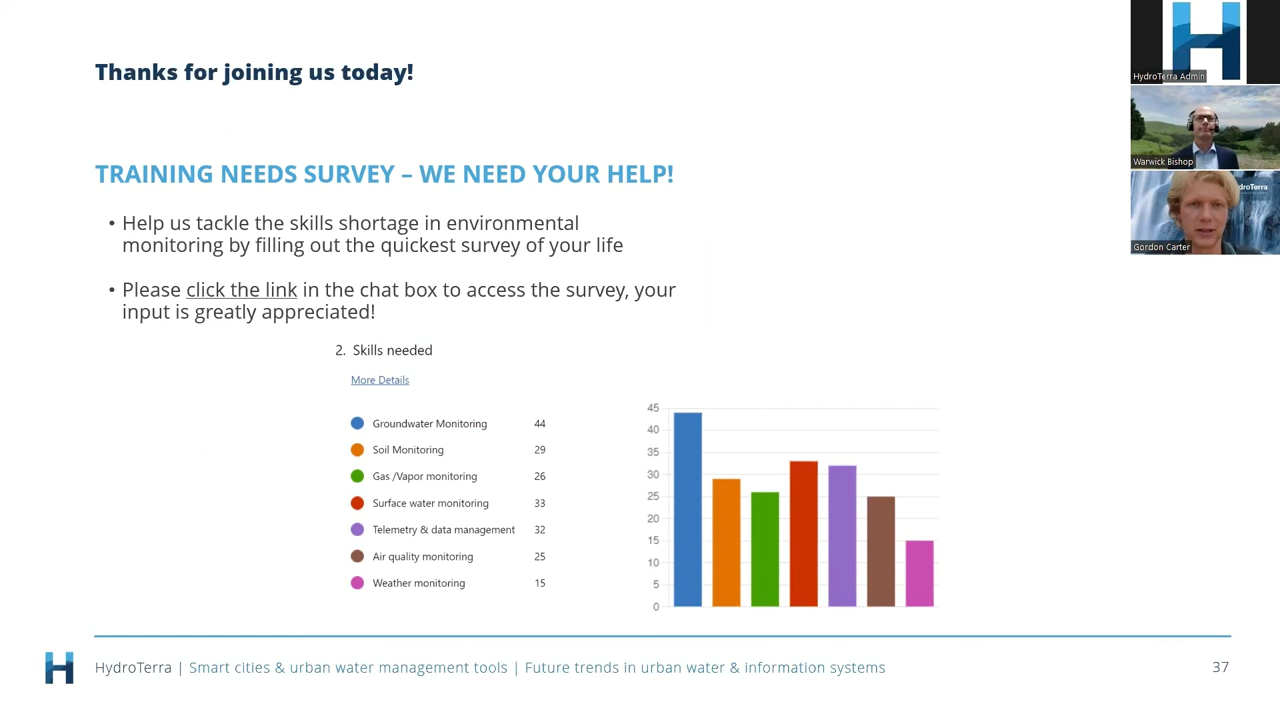 Thanks for joining us today!
HydroTerra Admin
Warwick Bishop
droTerra
Gordon Carter
TRAINING NEEDS SURVEY – WE NEED YOUR HELP!
• Help us tackle the skills shortage in environmental
monitoring by filling out the quickest survey of your life
• Please click the link in the chat box to access the survey, your
input is greatly appreciated!
2. Skills needed
More Details
Groundwater Monitoring 44
Soil Monitoring 29
Gas /Vapor monitoring 26
Surface water monitoring 33
Telemetry & data management 32
Air quality monitoring 25
Weather monitoring 15
45
40
35
30
25
20
15
10
5
0
HydroTerra | Smart cities & urban water management tools | Future trends in urban water & information systems
37